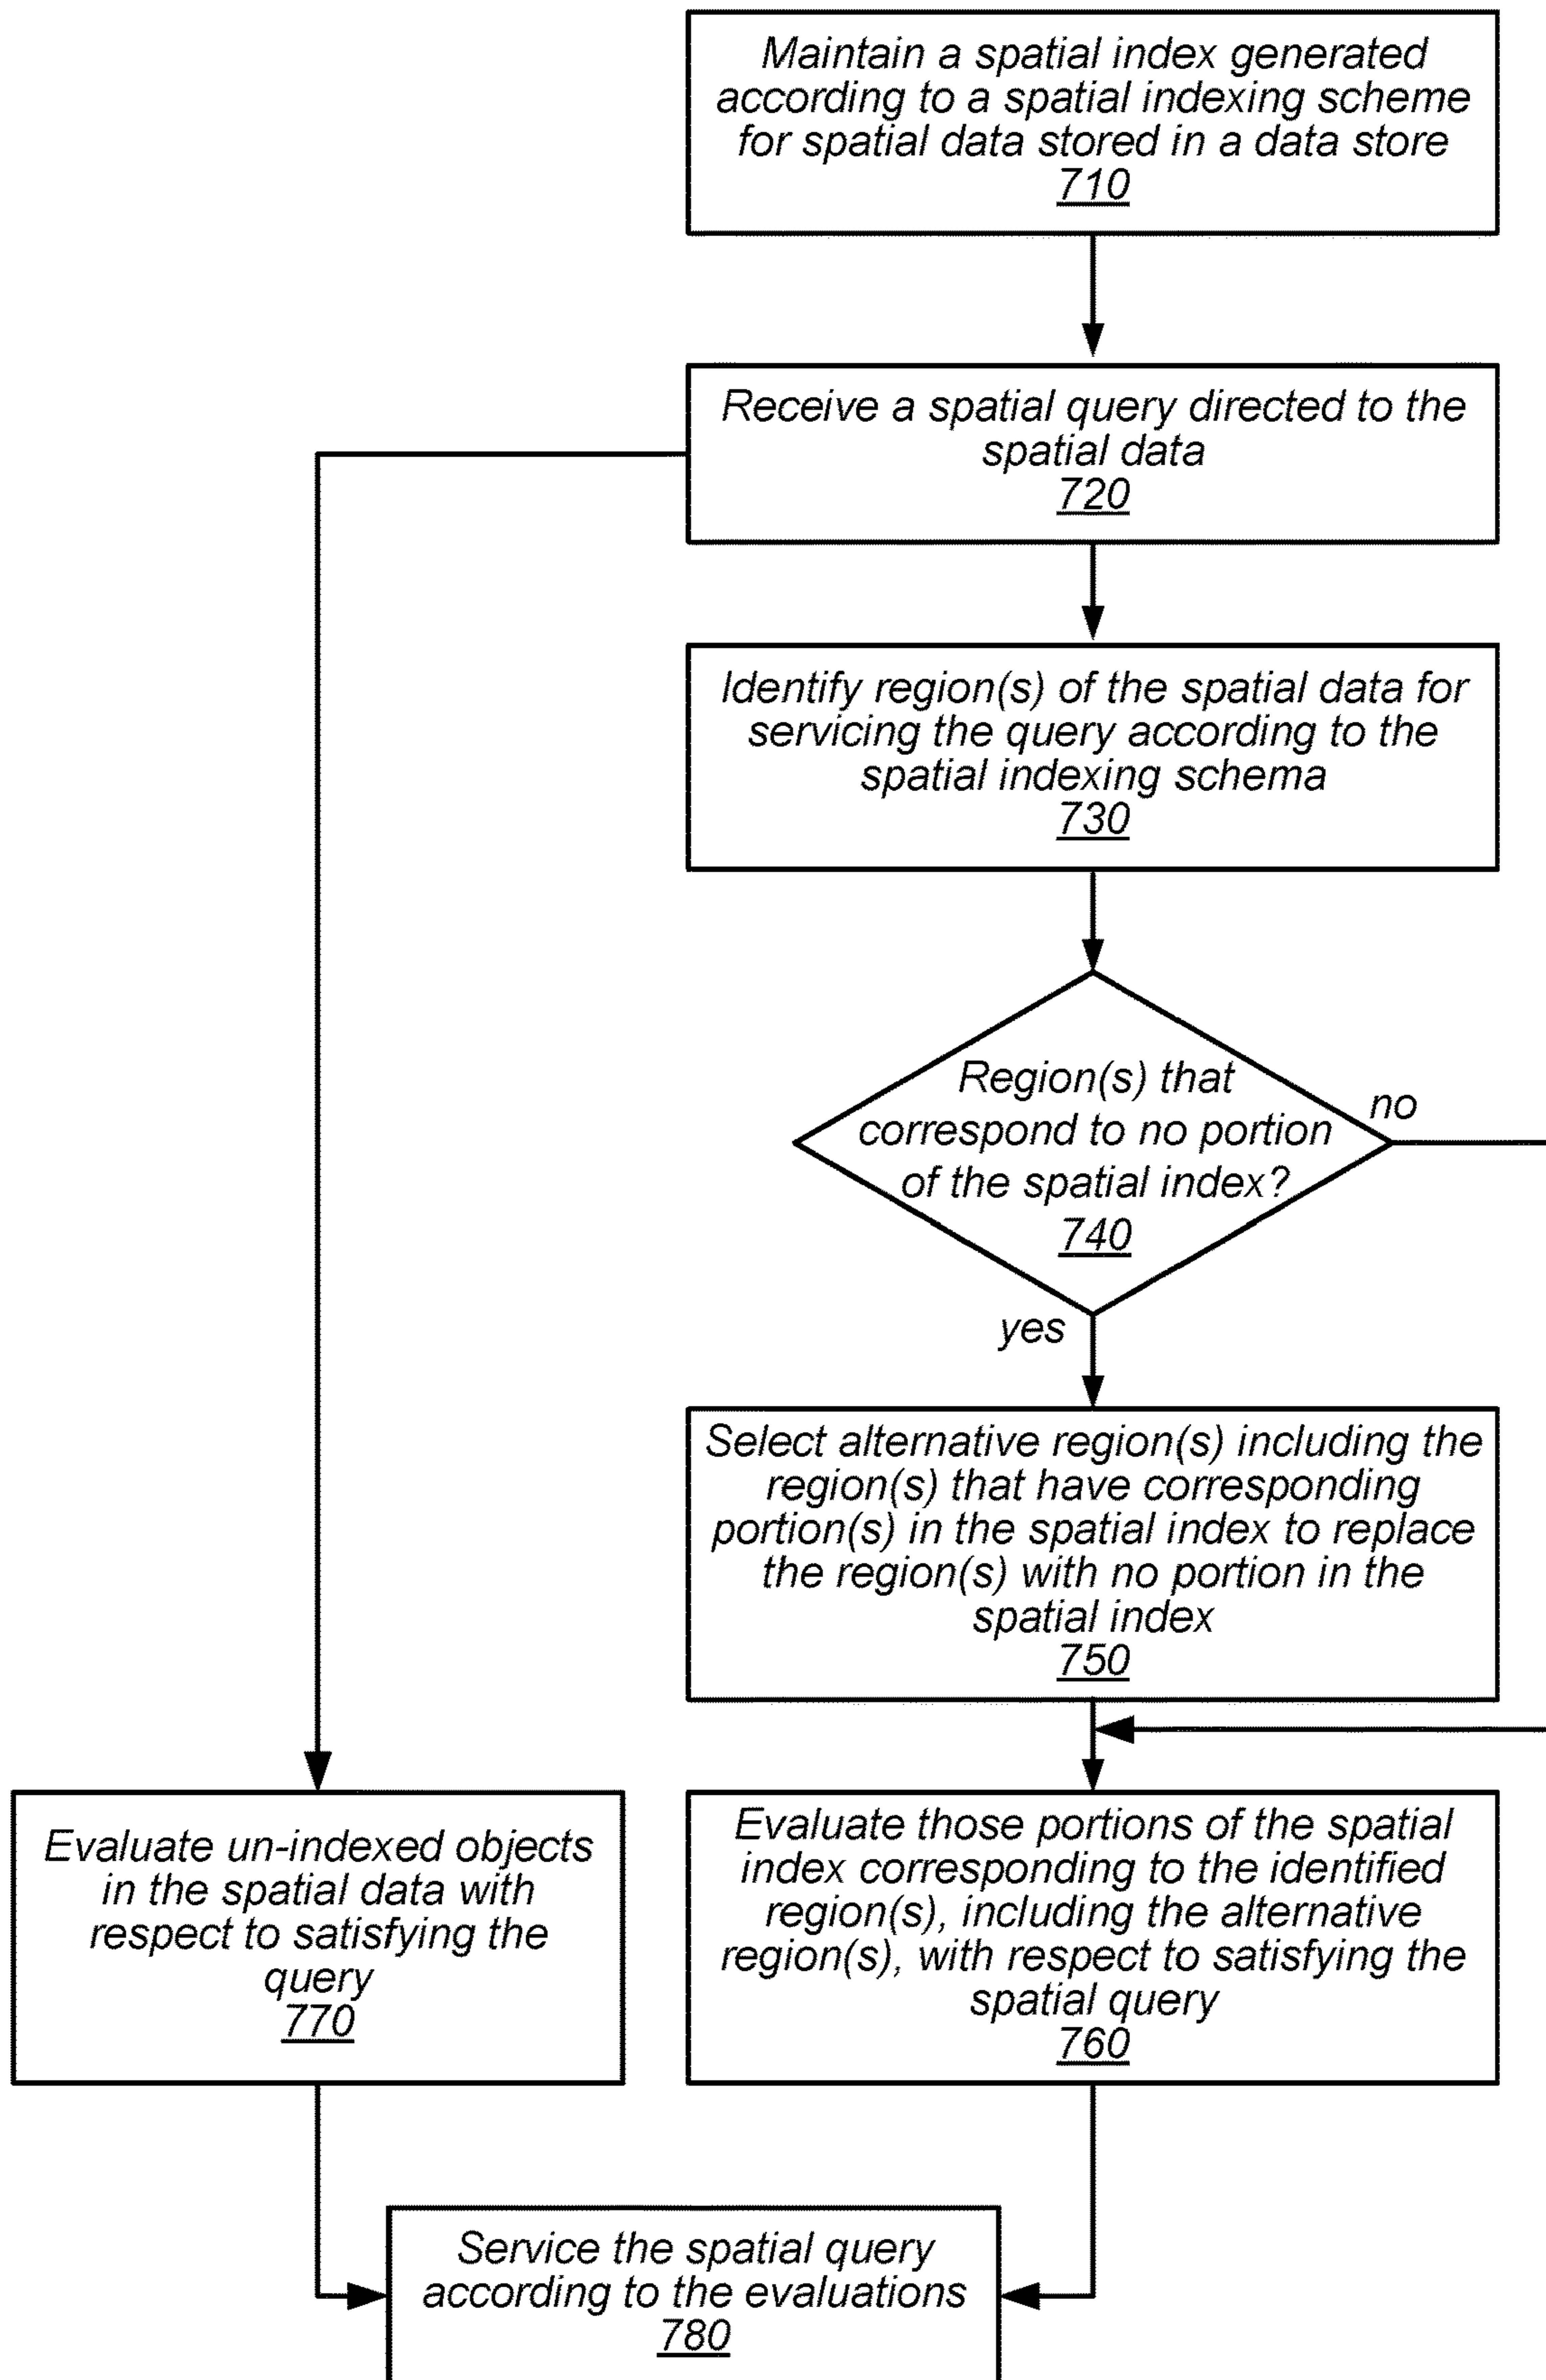 Maintain a spatial index generated
according to a spatial indexing scheme
for spatial data stored in a data store
710
Receive a spatial query directed to the
spatial data
720
Identify region(s) of the spatial data for
servicing the query according to the
spatial indexing schema
730
Region(s) that
correspond to no portion
of the spatial index?
740
no
yes
Select alternative region(s) including the
region(s) that have corresponding
portion(s) in the spatial index to replace
the region(s) with no portion in the
spatial index
750
Evaluate un-indexed objects
in the spatial data with
respect to satisfying the
query
770
Evaluate those portions of the spatial
index corresponding to the identified
region(s), including the alternative
region(s), with respect to satisfying the
spatial query
760
Service the spatial query
according to the evaluations
780